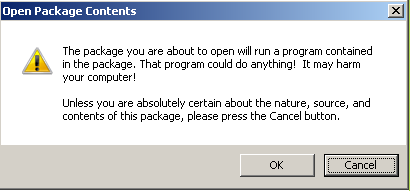 Open Package Contents
The package you are about to open will run a program contained
in the package. That program could do anything!  It may harm
your computer!
Unless you are absolutely certain about the nature, source, and
contents of this package, please press the Cancel button.
OK
Cancel